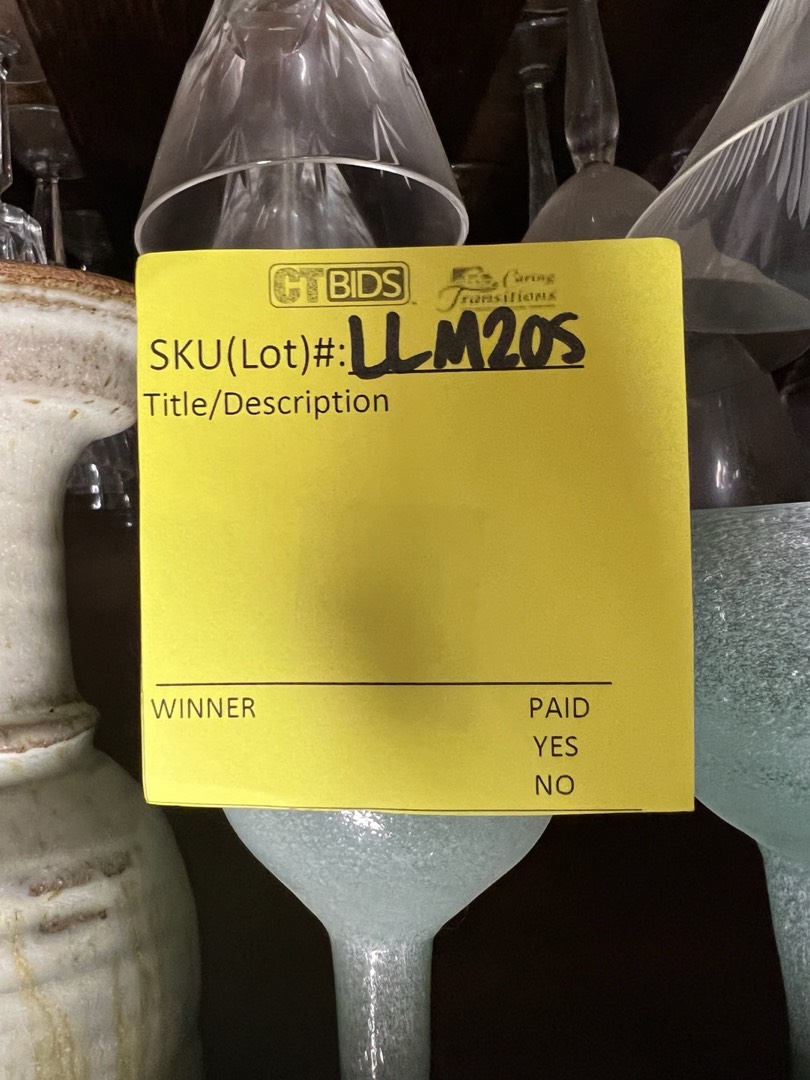 CTBIDS Caring Transitions
SKU(Lot)#: LLM205
Title/Description
WINNER PAID
YES
NO